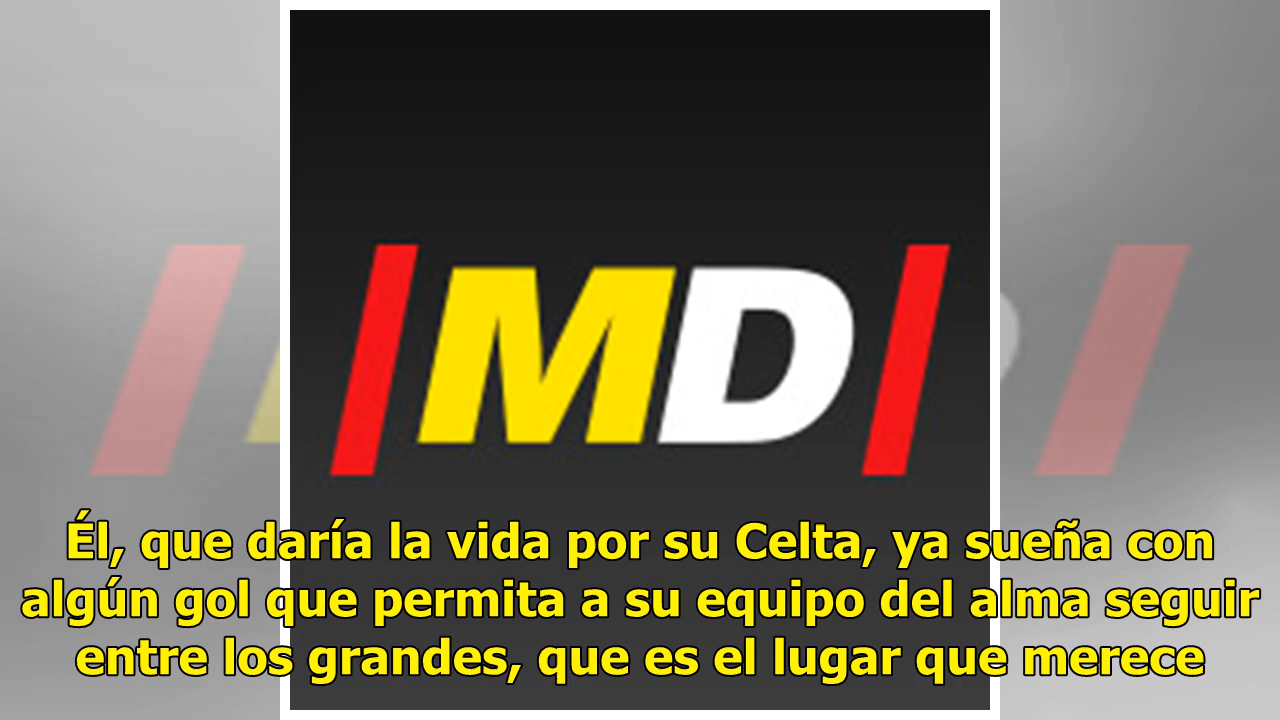 MD
Él, que daría la vida por su Celta, ya sueña con
algún gol que permita a su equipo del alma seguir
entre los grandes, que es el lugar que merece